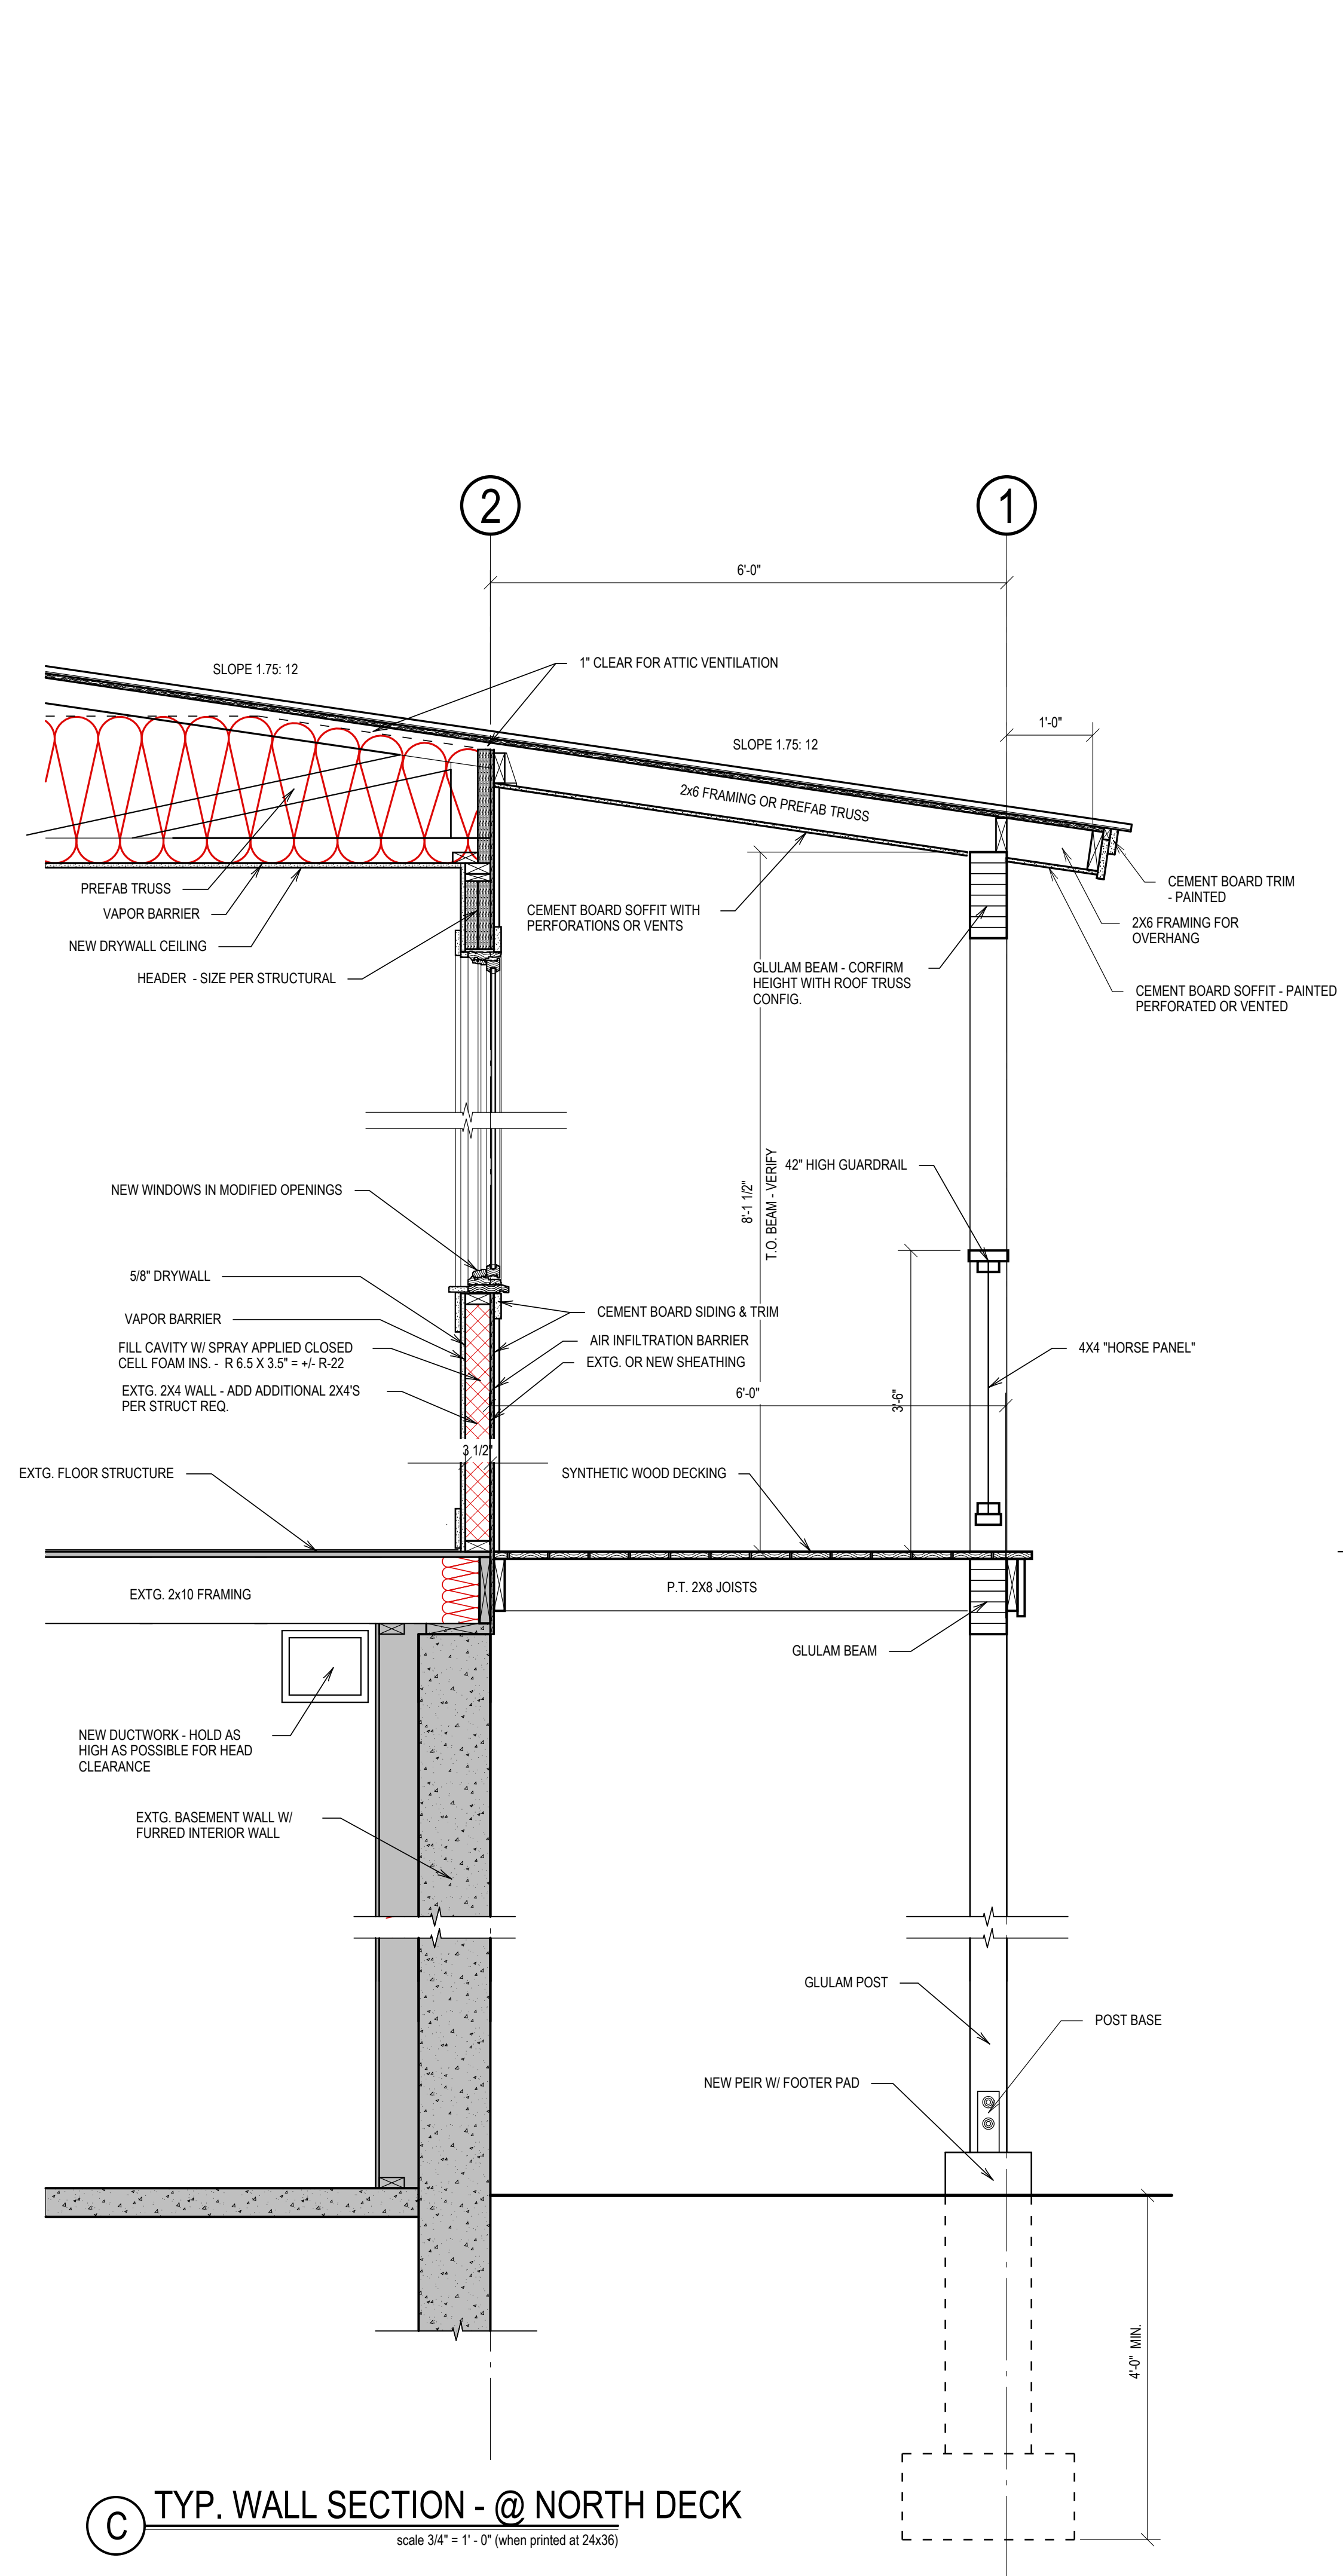 2
1
6'-0"
SLOPE 1.75: 12
1" CLEAR FOR ATTIC VENTILATION
1'-0"
SLOPE 1.75: 12
2x6 FRAMING OR PREFAB TRUSS
PREFAB TRUSS
VAPOR BARRIER
NEW DRYWALL CEILING
HEADER - SIZE PER STRUCTURAL
CEMENT BOARD SOFFIT WITH
PERFORATIONS OR VENTS
CEMENT BOARD TRIM
- PAINTED
2X6 FRAMING FOR
OVERHANG
GLULAM BEAM - CORFIRM
HEIGHT WITH ROOF TRUSS
CONFIG.
CEMENT BOARD SOFFIT - PAINTED
PERFORATED OR VENTED
8'-1 1/2"
T.O. BEAM - VERIFY
42" HIGH GUARDRAIL
NEW WINDOWS IN MODIFIED OPENINGS
5/8" DRYWALL
VAPOR BARRIER
FILL CAVITY W/ SPRAY APPLIED CLOSED
CELL FOAM INS. - R 6.5 X 3.5" = +/- R-22
EXTG. 2X4 WALL - ADD ADDITIONAL 2X4'S
PER STRUCT REQ.
CEMENT BOARD SIDING & TRIM
AIR INFILTRATION BARRIER
EXTG. OR NEW SHEATHING
4X4 "HORSE PANEL"
6'-0"
3'-6"
3 1/2"
EXTG. FLOOR STRUCTURE
SYNTHETIC WOOD DECKING
EXTG. 2x10 FRAMING
P.T. 2X8 JOISTS
GLULAM BEAM
NEW DUCTWORK - HOLD AS
HIGH AS POSSIBLE FOR HEAD
CLEARANCE
EXTG. BASEMENT WALL W/
FURRED INTERIOR WALL
GLULAM POST
POST BASE
NEW PEIR W/ FOOTER PAD
4'-0" MIN.
C
TYP. WALL SECTION - @ NORTH DECK
scale 3/4" = 1' - 0" (when printed at 24x36)